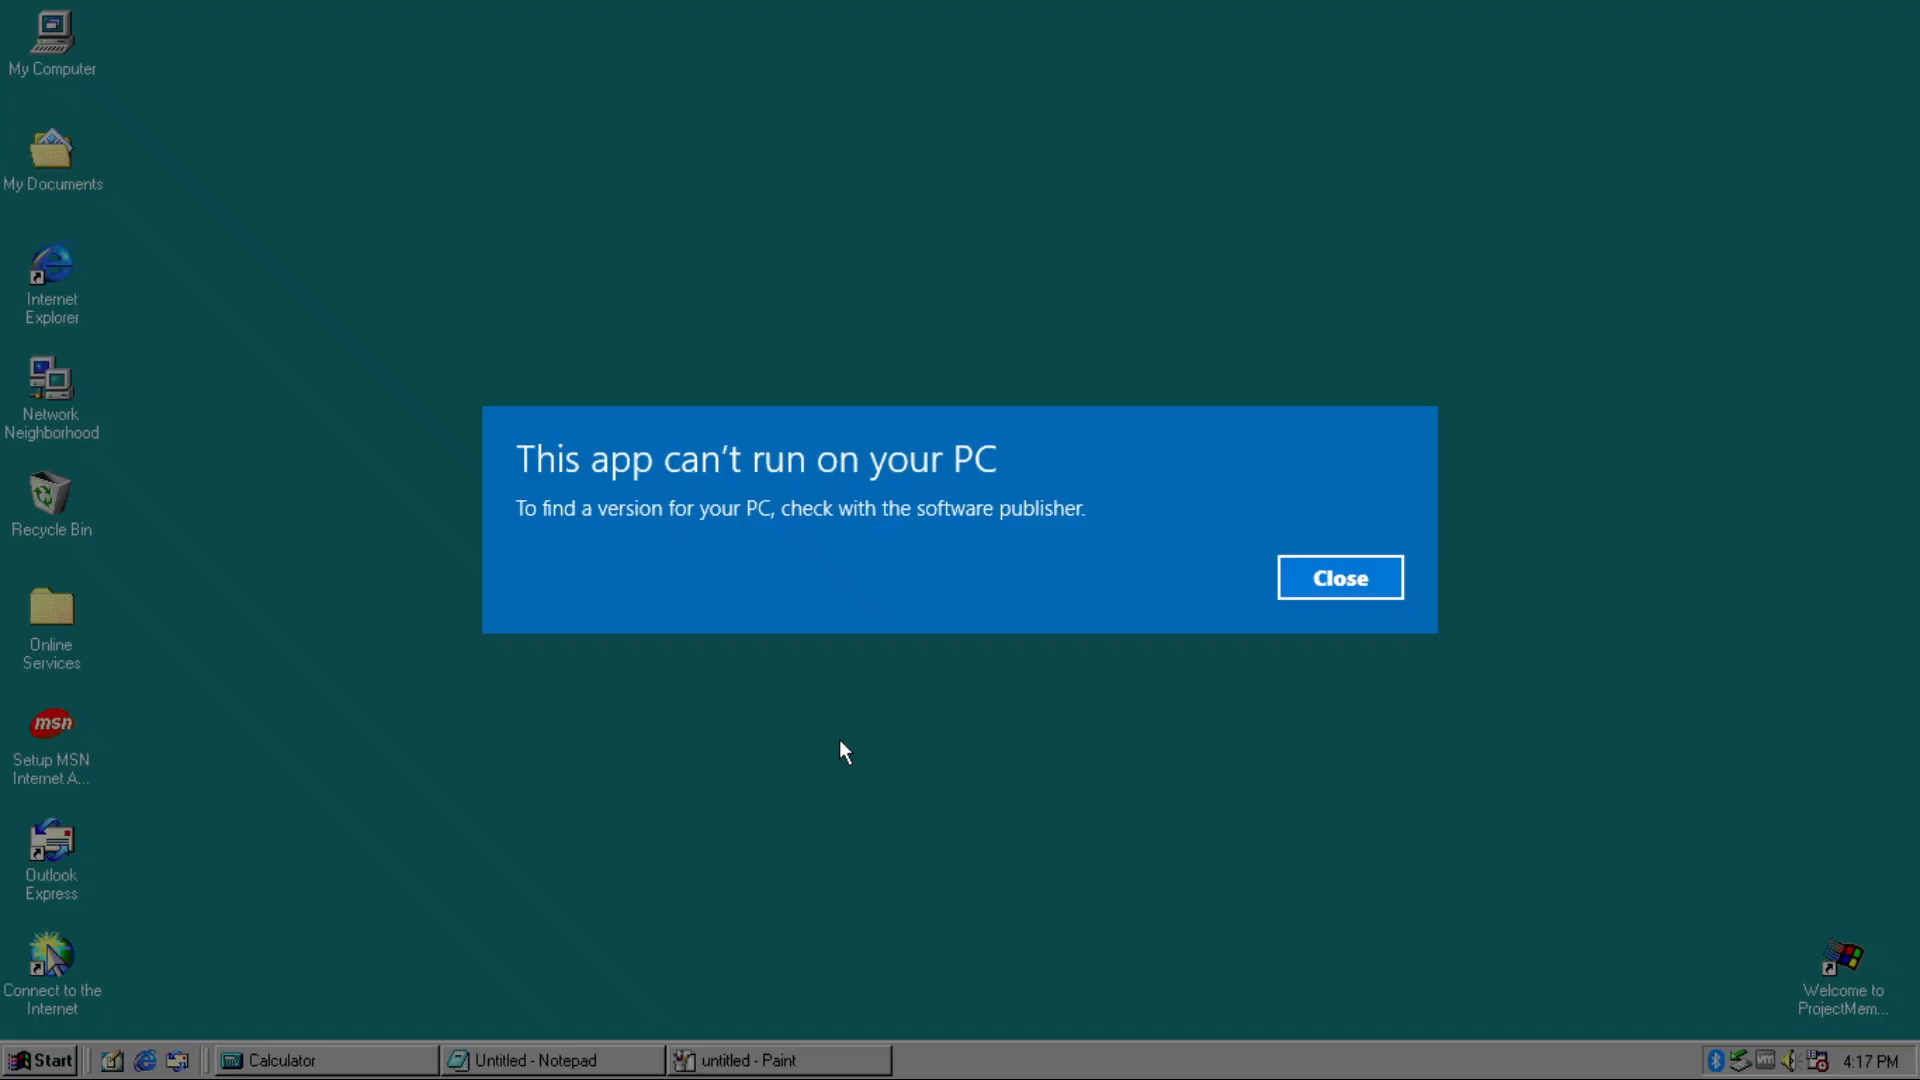 My Computer
My Documents
Internet
Explorer
Network
Neighborhood
Recycle Bin
Online
Services
msn
Setup MSN
Internet A...
Outlook
Express
Connect to the
Internet
This app can’t run on your PC
To find a version for your PC, check with the software publisher.
Close
Welcome to
ProjectMem...
Start
Calculator
Untitled - Notepad
untitled - Paint
vm
4:17 PM